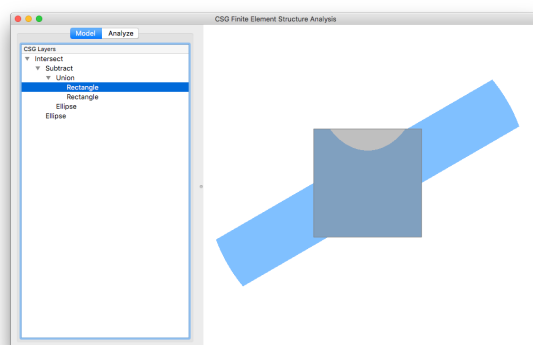 CSG Finite Element Structure Analysis
Model Analyze
CSG Layers
Intersect
Subtract
Union
Rectangle
Rectangle
Ellipse
Ellipse